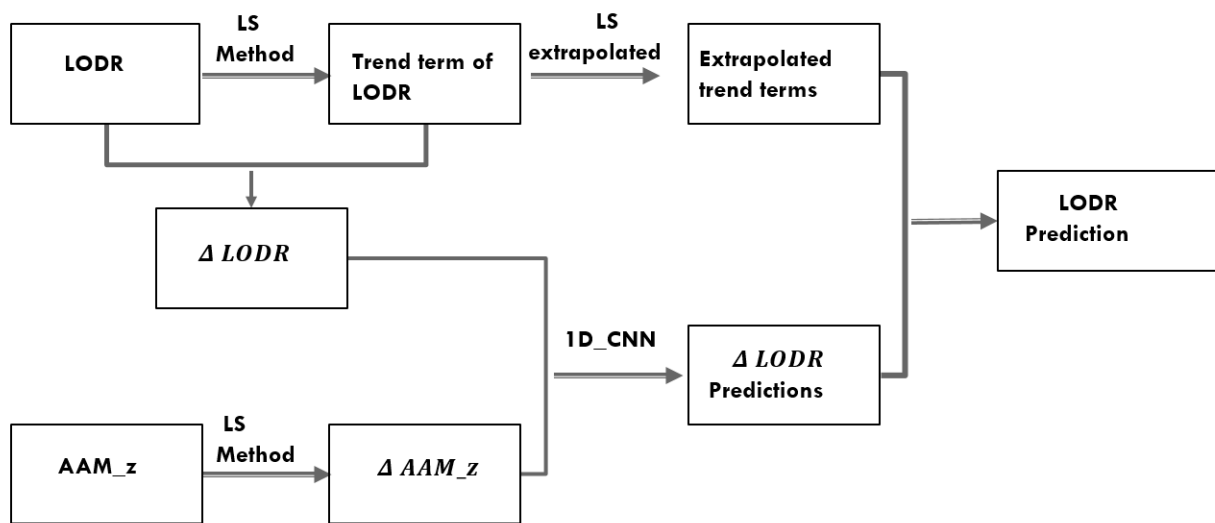 LODR
LS
Method
Trend term of
LODR
LS
extrapolated
Extrapolated
trend terms
Δ LODR
LODR
Prediction
1D_CNN
Δ LODR
Predictions
AAM_z
LS
Method
Δ AAM_z